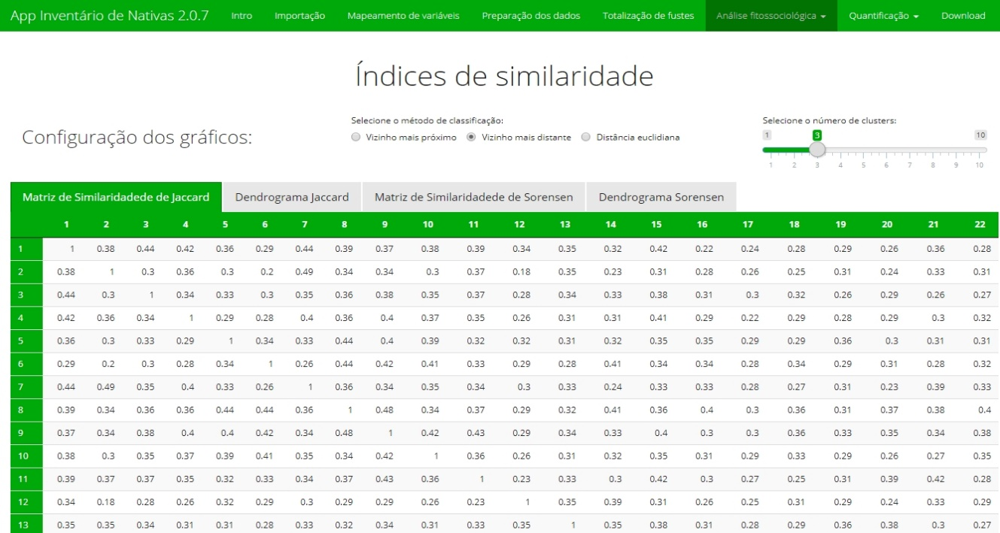 App Inventário de Nativas 2.0.7 Intro Importação Mapeamento de variáveis Preparação dos dados Totalização de fustes Análise fitossociológica Quantificação Download
Índices de similaridade
Configuração dos gráficos:
Selecione o método de classificação:
Vizinho mais próximo Vizinho mais distante Distância euclidiana
Selecione o número de clusters:
1 3 10
1 2 3 4 5 6 7 8 9 10
Matriz de Similaridadede de Jaccard Dendrograma Jaccard Matriz de Similaridadede de Sorensen Dendrograma Sorensen
1 2 3 4 5 6 7 8 9 10 11 12 13 14 15 16 17 18 19 20 21 22
1 1 0.38 0.44 0.42 0.36 0.29 0.44 0.39 0.37 0.38 0.39 0.34 0.35 0.32 0.42 0.22 0.24 0.28 0.29 0.26 0.36 0.28
2 0.38 1 0.3 0.36 0.3 0.2 0.49 0.34 0.34 0.3 0.37 0.18 0.35 0.23 0.31 0.28 0.26 0.25 0.31 0.24 0.33 0.31
3 0.44 0.3 1 0.34 0.33 0.3 0.35 0.36 0.38 0.35 0.37 0.28 0.34 0.33 0.38 0.31 0.3 0.32 0.26 0.29 0.26 0.27
4 0.42 0.36 0.34 1 0.29 0.28 0.4 0.36 0.4 0.37 0.35 0.26 0.31 0.31 0.41 0.29 0.22 0.29 0.28 0.29 0.3 0.32
5 0.36 0.3 0.33 0.29 1 0.34 0.33 0.44 0.4 0.39 0.32 0.32 0.31 0.32 0.35 0.35 0.29 0.29 0.36 0.3 0.31 0.31
6 0.29 0.2 0.3 0.28 0.34 1 0.26 0.44 0.42 0.41 0.33 0.29 0.28 0.41 0.34 0.34 0.28 0.34 0.29 0.31 0.28 0.32
7 0.44 0.49 0.35 0.4 0.33 0.26 1 0.36 0.34 0.35 0.34 0.3 0.33 0.24 0.33 0.33 0.28 0.27 0.31 0.23 0.39 0.33
8 0.39 0.34 0.36 0.36 0.44 0.44 0.36 1 0.48 0.34 0.37 0.29 0.32 0.41 0.36 0.4 0.3 0.36 0.31 0.37 0.38 0.4
9 0.37 0.34 0.38 0.4 0.4 0.42 0.34 0.48 1 0.42 0.43 0.29 0.34 0.33 0.4 0.3 0.3 0.36 0.33 0.35 0.34 0.38
10 0.38 0.3 0.35 0.37 0.39 0.41 0.35 0.34 0.42 1 0.36 0.26 0.31 0.32 0.35 0.31 0.29 0.33 0.29 0.26 0.27 0.35
11 0.39 0.37 0.37 0.35 0.32 0.33 0.34 0.37 0.43 0.36 1 0.23 0.33 0.3 0.42 0.3 0.27 0.25 0.31 0.39 0.42 0.28
12 0.34 0.18 0.28 0.26 0.32 0.29 0.3 0.29 0.29 0.26 0.23 1 0.35 0.39 0.31 0.26 0.25 0.31 0.29 0.24 0.33 0.29
13 0.35 0.35 0.34 0.31 0.31 0.28 0.33 0.32 0.34 0.31 0.33 0.35 1 0.35 0.38 0.31 0.28 0.29 0.36 0.38 0.3 0.27